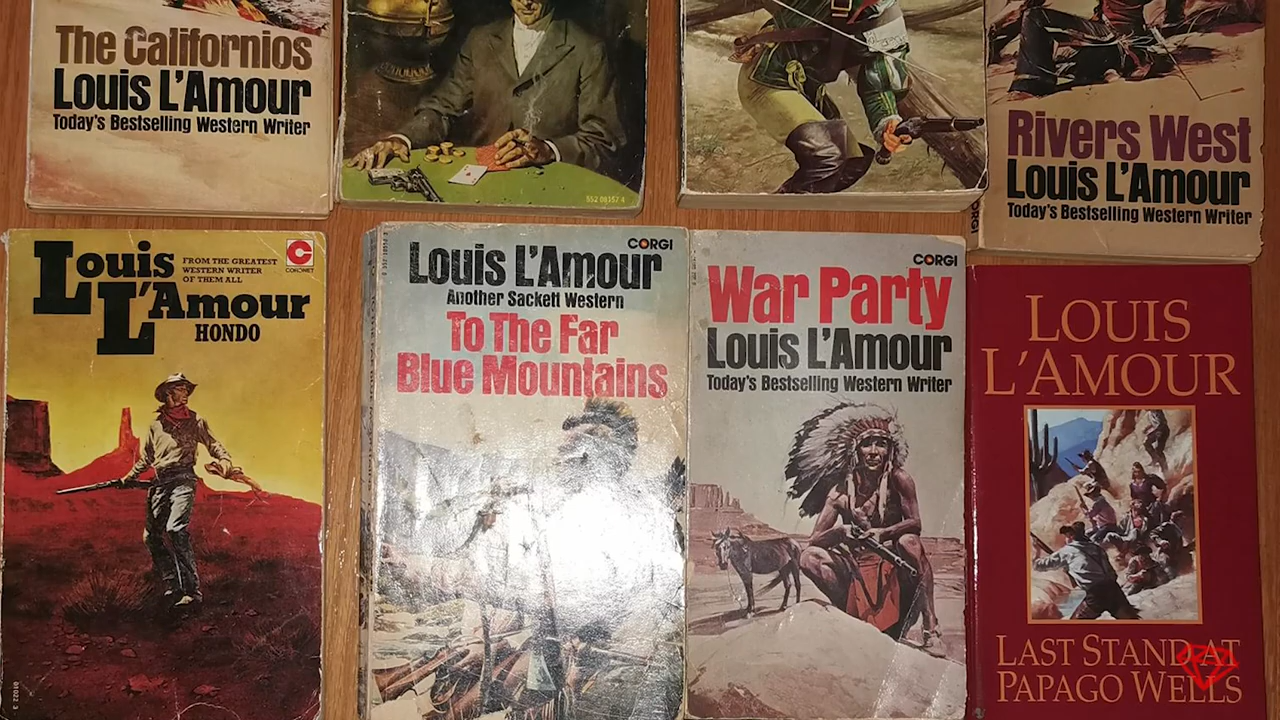 The Californios
Louis L'Amour
Today's Bestselling Western Writer
552 08157 4
Rivers West
Louis L'Amour
Today's Bestselling Western Writer
CORGI
Louis
L'Amour
FROM THE GREATEST
WESTERN WRITER
OF THEM ALL
CORONET
HONDO
CORGI
Louis L'Amour
Another Sackett Western
To The Far
Blue Mountains
CORGI
War Party
Louis L'Amour
Today's Bestselling Western Writer
LOUIS
L'AMOUR
LAST STAND AT
PAPAGO WELLS